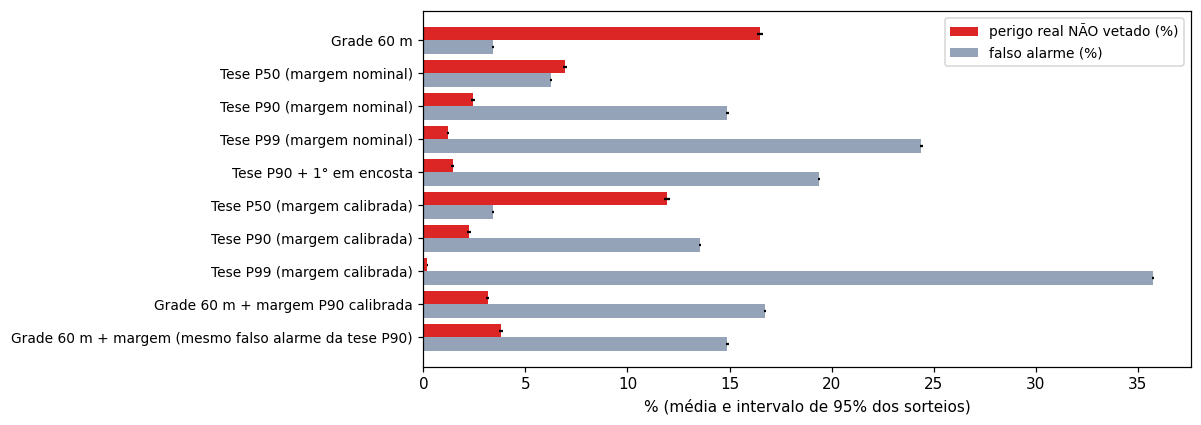 perigo real NÃO vetado (%)
falso alarme (%)
Grade 60 m
Tese P50 (margem nominal)
Tese P90 (margem nominal)
Tese P99 (margem nominal)
Tese P90 + 1° em encosta
Tese P50 (margem calibrada)
Tese P90 (margem calibrada)
Tese P99 (margem calibrada)
Grade 60 m + margem P90 calibrada
Grade 60 m + margem (mesmo falso alarme da tese P90)
0 5 10 15 20 25 30 35
% (média e intervalo de 95% dos sorteios)